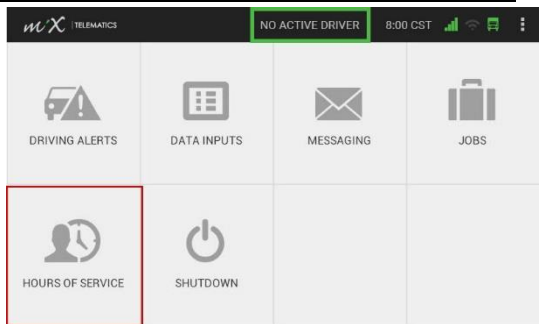 MiX TELEMATICS NO ACTIVE DRIVER 8:00 CST
DRIVING ALERTS DATA INPUTS MESSAGING JOBS
HOURS OF SERVICE SHUTDOWN